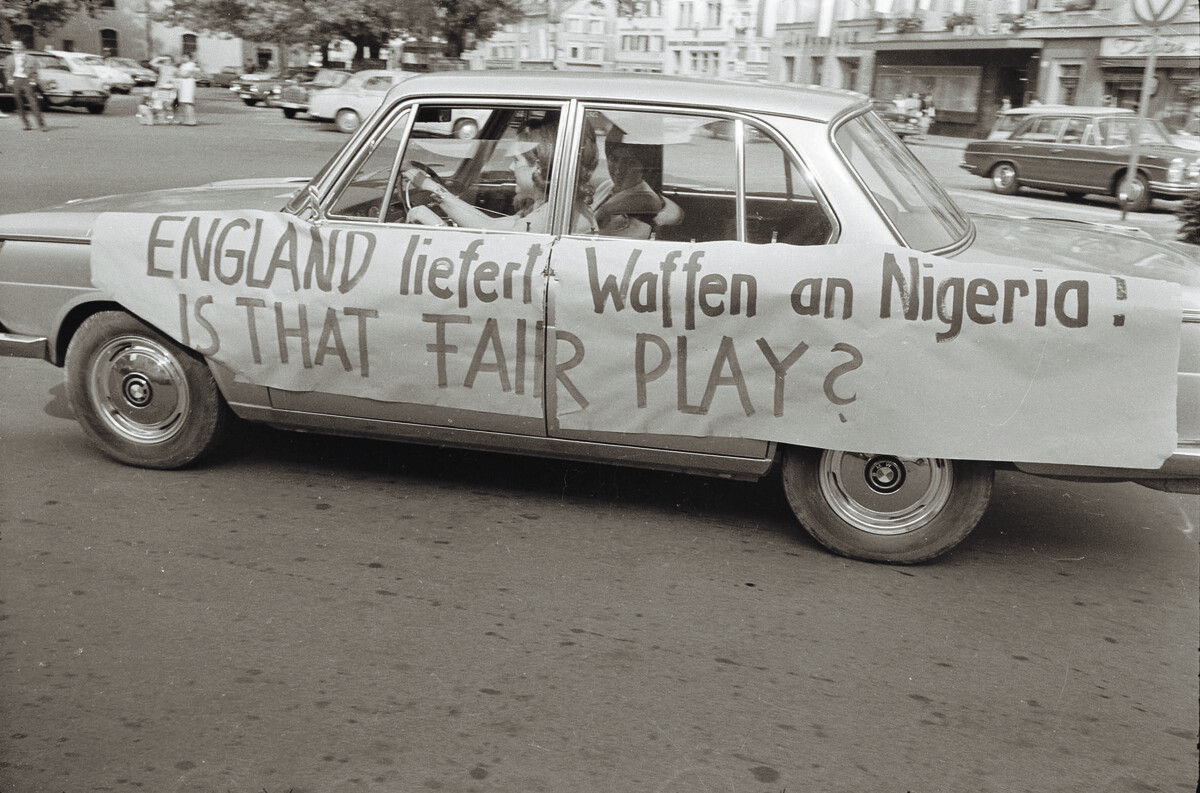 ENGLAND liefert Waffen an Nigeria!
IS THAT FAIR PLAY?